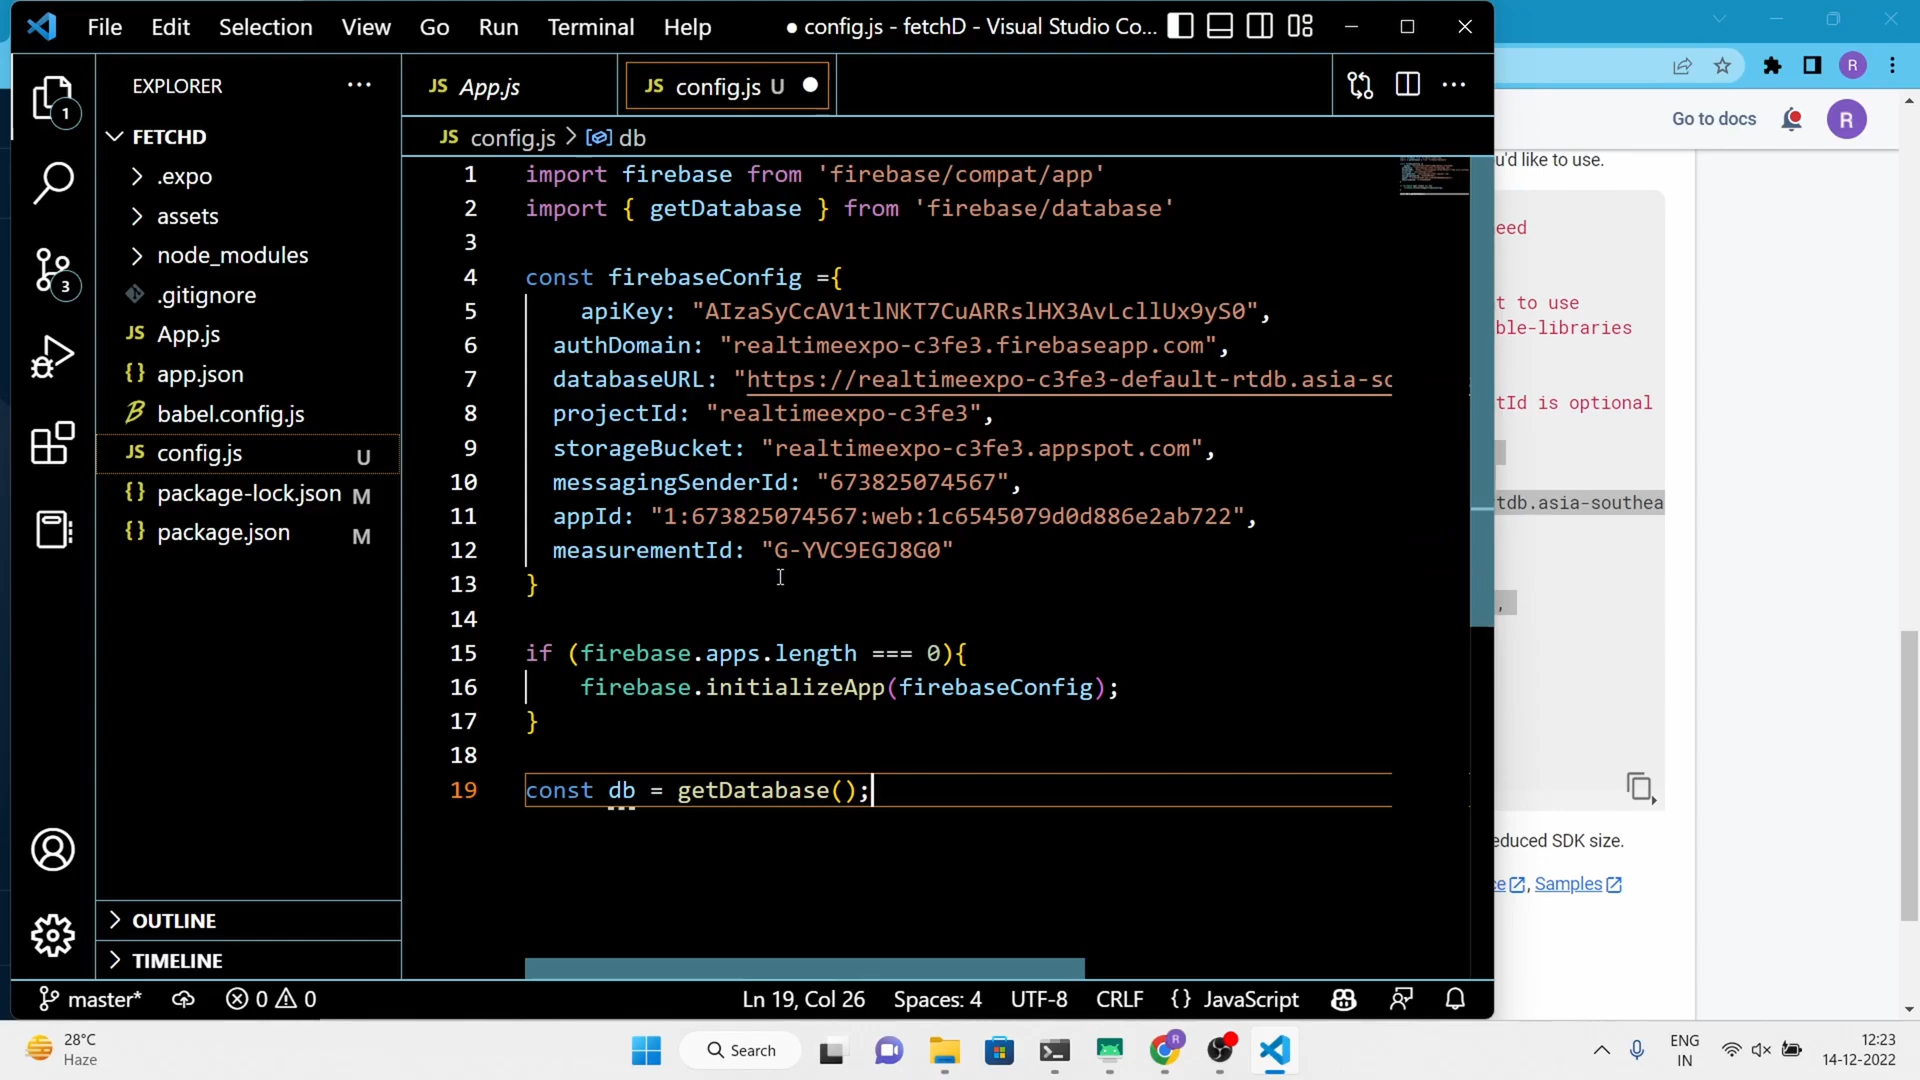 File Edit Selection View Go Run Terminal Help
● config.js - fetchD - Visual Studio Co...
EXPLORER
FETCHD
.expo
assets
node_modules
.gitignore
JS App.js
{} app.json
babel.config.js
JS config.js U
{} package-lock.json M
{} package.json M
OUTLINE
TIMELINE
1
3
JS App.js
JS config.js U
JS config.js > db
1 import firebase from 'firebase/compat/app'
2 import { getDatabase } from 'firebase/database'
3
4 const firebaseConfig ={
5 apiKey: "AIzaSyCcAV1tlNKT7CuARRslHX3AvLcllUx9yS0",
6 authDomain: "realtimeexpo-c3fe3.firebaseapp.com",
7 databaseURL: "https://realtimeexpo-c3fe3-default-rtdb.asia-sc
8 projectId: "realtimeexpo-c3fe3",
9 storageBucket: "realtimeexpo-c3fe3.appspot.com",
10 messagingSenderId: "673825074567",
11 appId: "1:673825074567:web:1c6545079d0d886e2ab722",
12 measurementId: "G-YVC9EGJ8G0"
13 }
14
15 if (firebase.apps.length === 0){
16 firebase.initializeApp(firebaseConfig);
17 }
18
19 const db = getDatabase();
master* 0 0
Ln 19, Col 26 Spaces: 4 UTF-8 CRLF {} JavaScript
R
Go to docs R
u'd like to use.
eed
t to use
ble-libraries
tId is optional
tdb.asia-southea
,
educed SDK size.
ce, Samples
28°C
Haze
Search
R
ENG
IN
12:23
14-12-2022